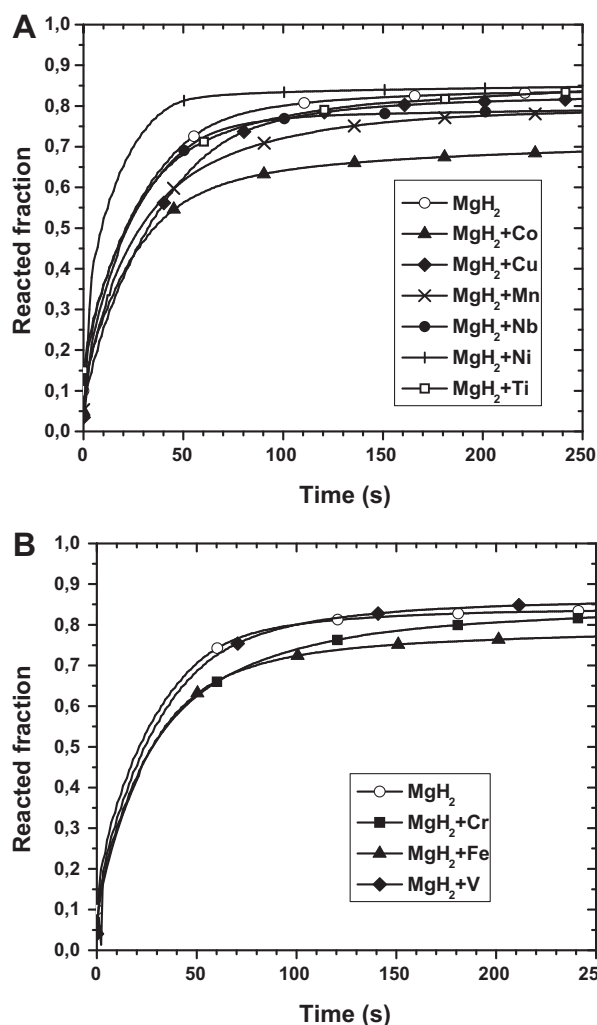 A
1,0
0,9
0,8
0,7
0,6
0,5
0,4
0,3
0,2
0,1
0,0
Reacted fraction
MgH₂
MgH₂+Co
MgH₂+Cu
MgH₂+Mn
MgH₂+Nb
MgH₂+Ni
MgH₂+Ti
0 50 100 150 200 250
Time (s)
B
1,0
0,9
0,8
0,7
0,6
0,5
0,4
0,3
0,2
0,1
0,0
Reacted fraction
MgH₂
MgH₂+Cr
MgH₂+Fe
MgH₂+V
0 50 100 150 200 250
Time (s)